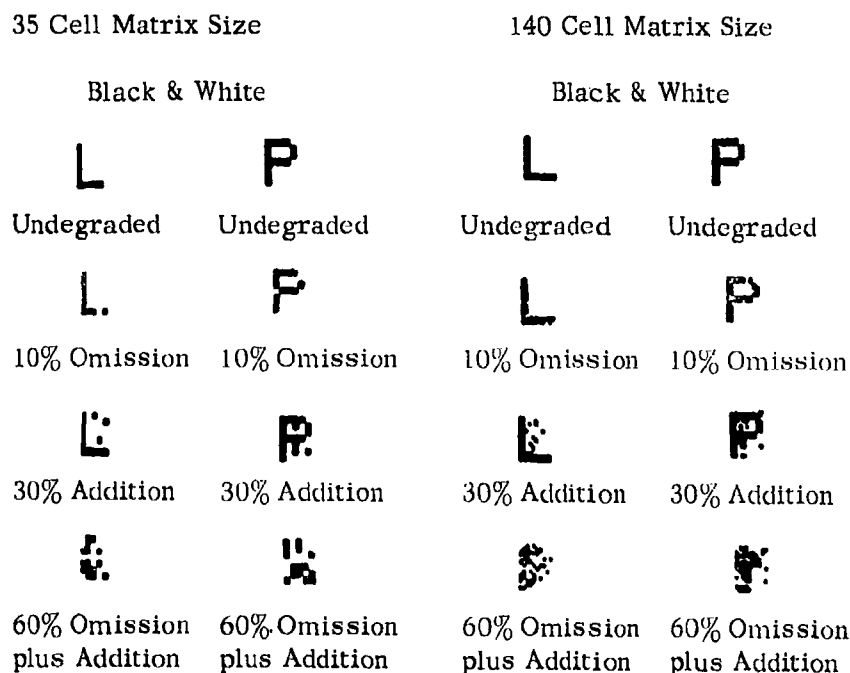 35 Cell Matrix Size 140 Cell Matrix Size
Black & White Black & White
L P L P
Undegraded Undegraded Undegraded Undegraded
L P L P
10% Omission 10% Omission 10% Omission 10% Omission
L P L P
30% Addition 30% Addition 30% Addition 30% Addition
60% Omission 60% Omission 60% Omission 60% Omission
plus Addition plus Addition plus Addition plus Addition